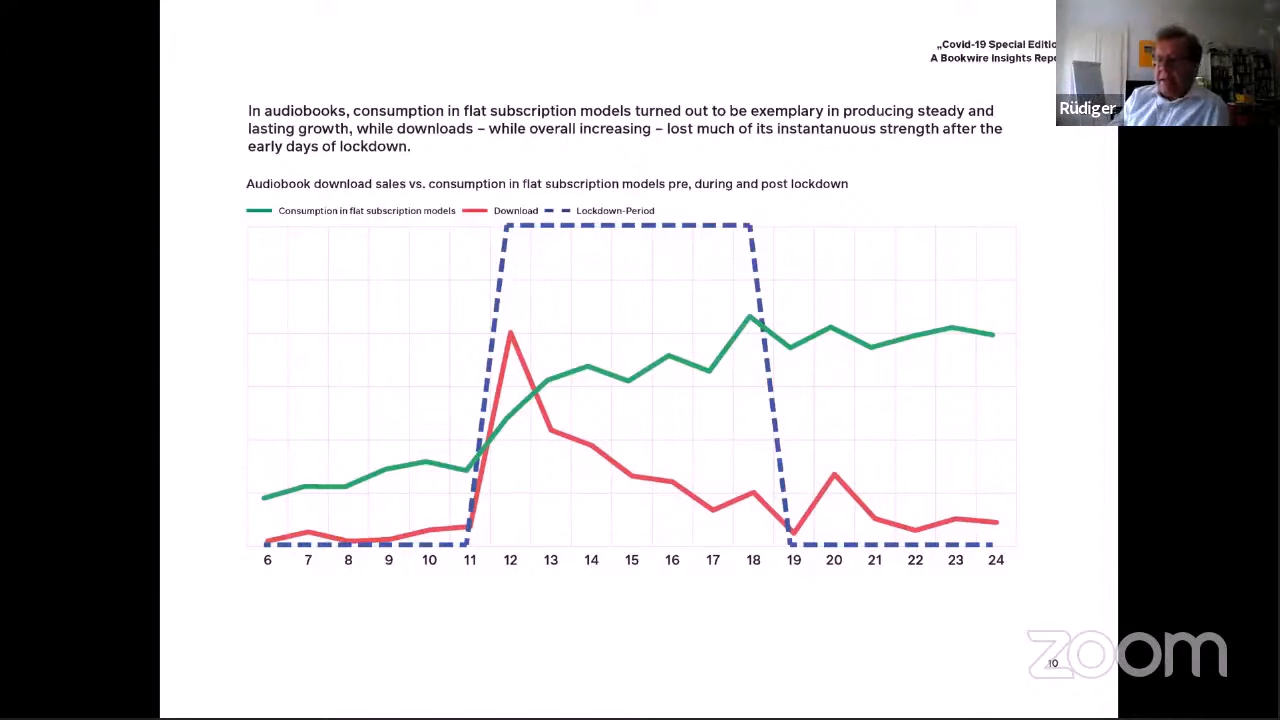 „Covid-19 Special Editio
A Bookwire Insights Repo
Rüdiger
In audiobooks, consumption in flat subscription models turned out to be exemplary in producing steady and
lasting growth, while downloads – while overall increasing – lost much of its instantanuous strength after the
early days of lockdown.
Audiobook download sales vs. consumption in flat subscription models pre, during and post lockdown
Consumption in flat subscription models Download Lockdown-Period
6 7 8 9 10 11 12 13 14 15 16 17 18 19 20 21 22 23 24
zoom
10